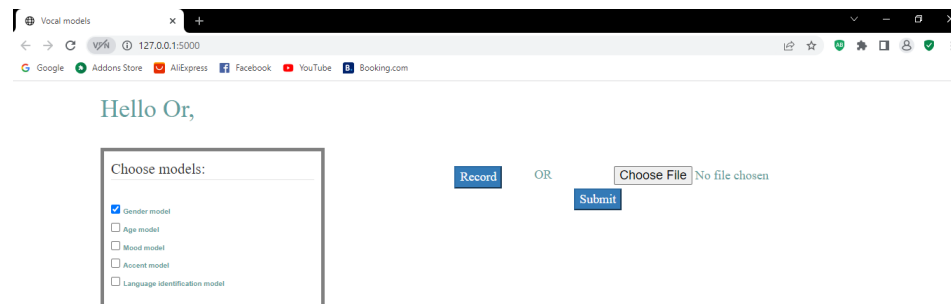 Vocal models
VPN 127.0.0.1:5000
Google Addons Store AliExpress Facebook YouTube Booking.com
Hello Or,
Choose models:
Gender model
Age model
Mood model
Accent model
Language identification model
Record OR Choose File No file chosen
Submit